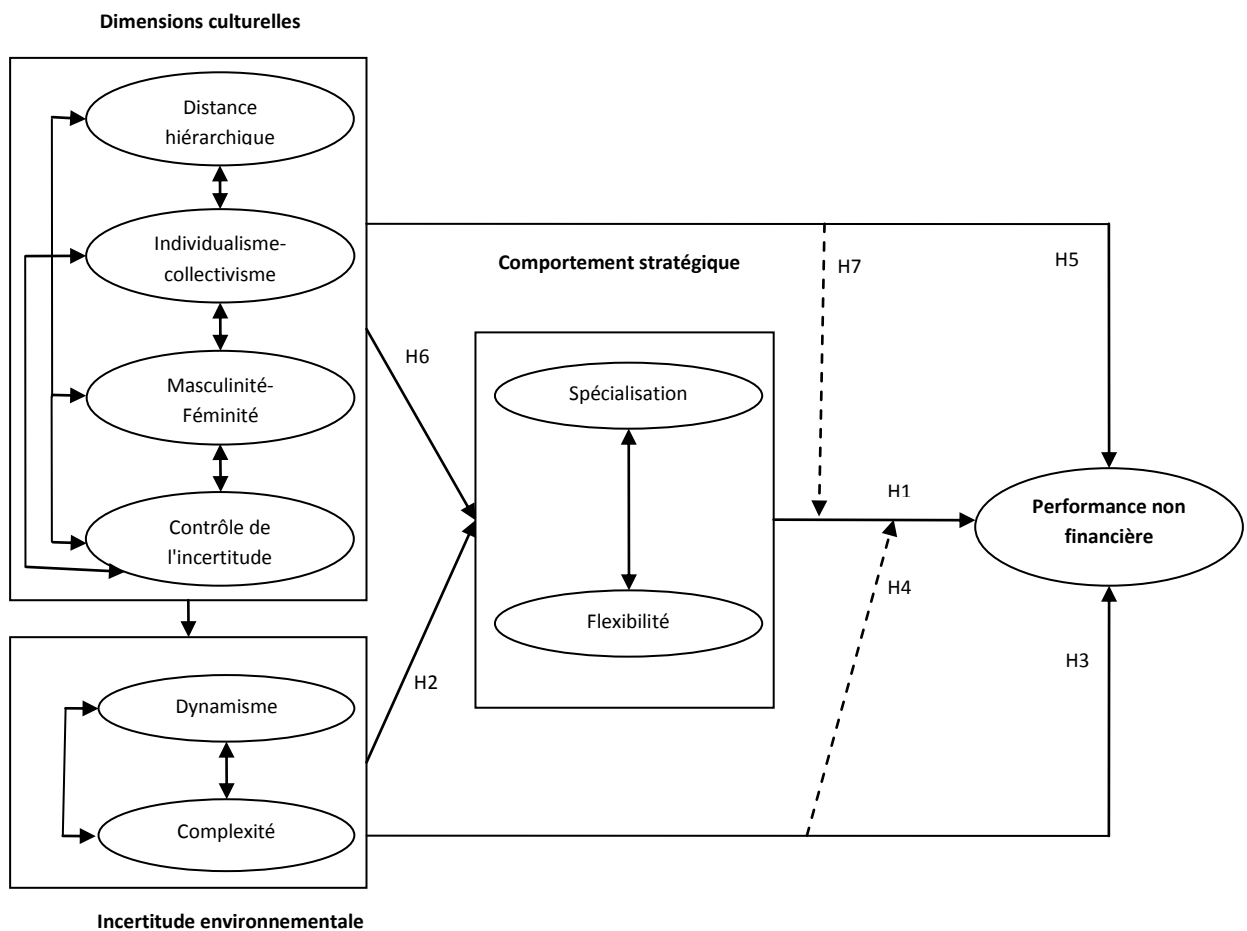 Dimensions culturelles
Distance
hiérarchique
Individualisme-
collectivisme
Masculinité-
Féminité
Contrôle de
l'incertitude
H6
H2
Comportement stratégique
Spécialisation
Flexibilité
H7
H5
H1
H4
H3
Performance non
financière
Dynamisme
Complexité
Incertitude environnementale